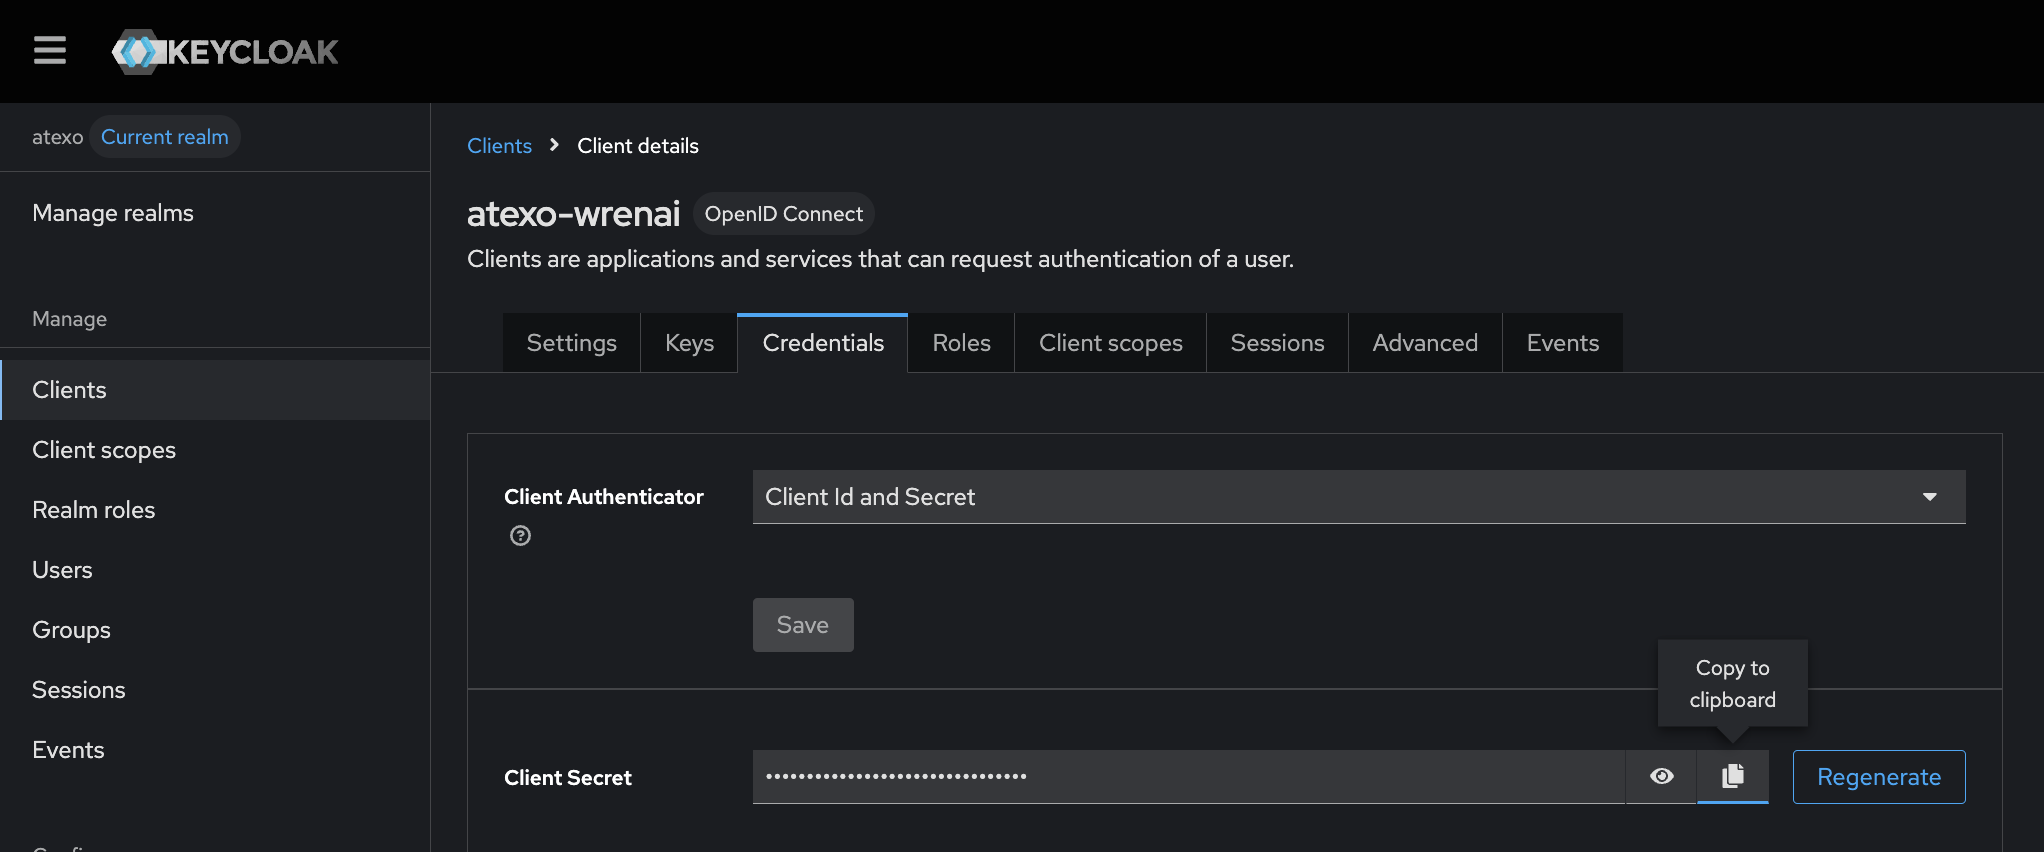 KEYCLOAK
atexo Current realm
Manage realms
Manage
Clients
Client scopes
Realm roles
Users
Groups
Sessions
Events
Clients > Client details
atexo-wrenai OpenID Connect
Clients are applications and services that can request authentication of a user.
Settings Keys Credentials Roles Client scopes Sessions Advanced Events
Client Authenticator Client Id and Secret
Save
Copy to
clipboard
Client Secret •••••••••••••••••••••••••••••••• Regenerate